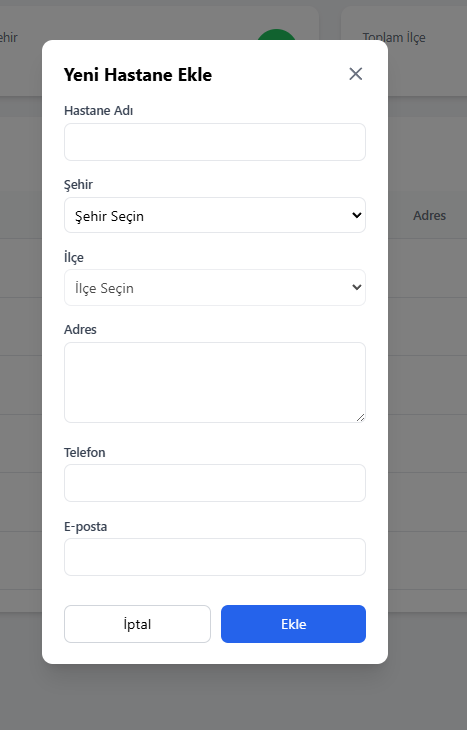 ehir
Toplam İlçe
Yeni Hastane Ekle
Hastane Adı
Şehir
Şehir Seçin
Adres
İlçe
İlçe Seçin
Adres
Telefon
E-posta
İptal
Ekle